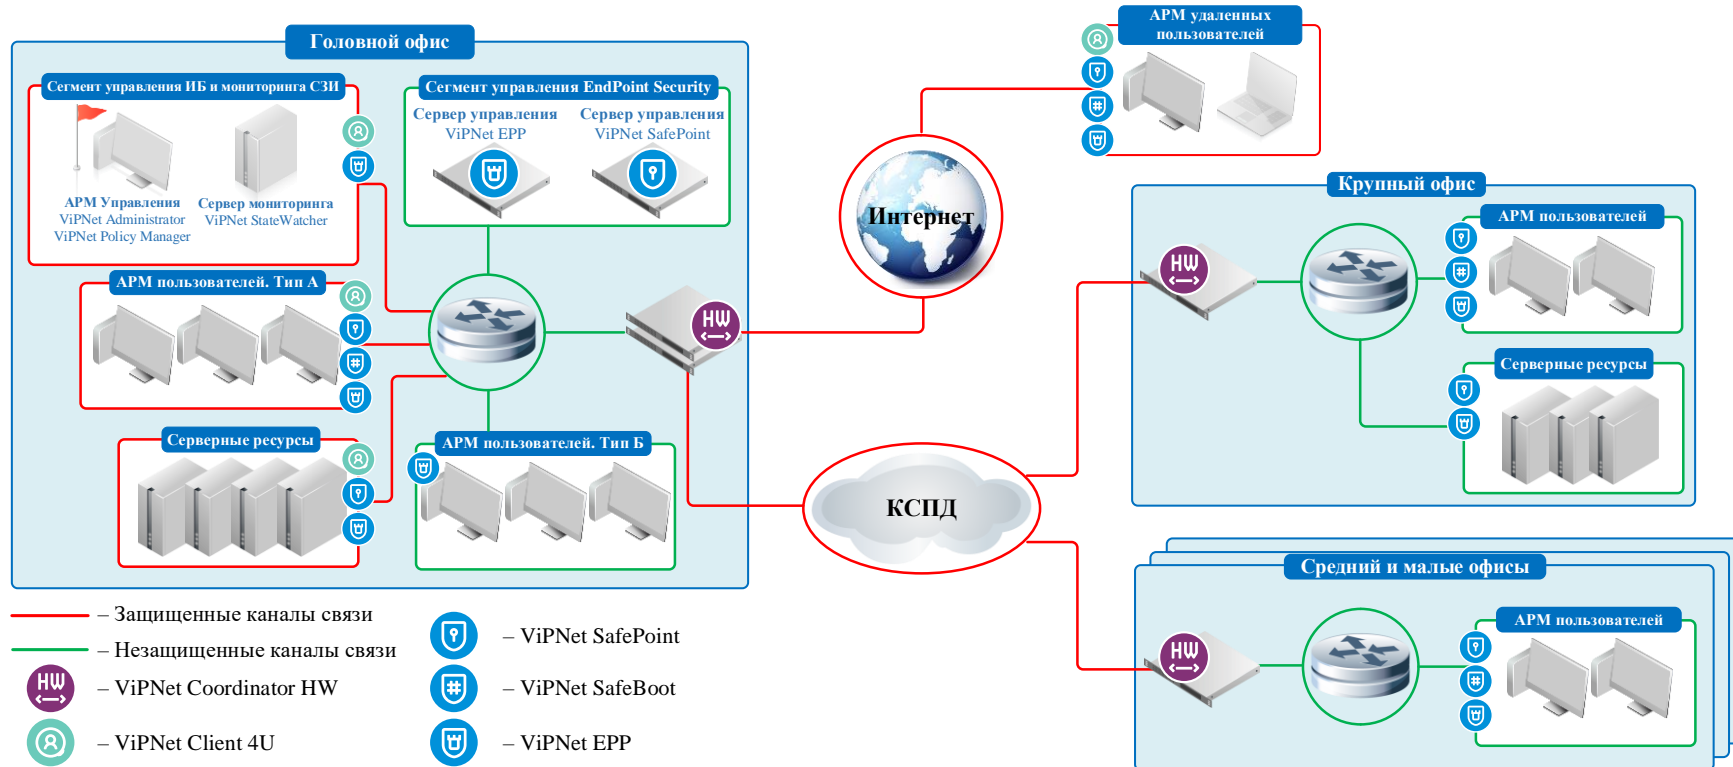 Головной офис
Сегмент управления ИБ и мониторинга СЗИ
АРМ Управления
ViPNet Administrator
ViPNet Policy Manager
Сервер мониторинга
ViPNet StateWatcher
Сегмент управления EndPoint Security
Сервер управления
ViPNet EPP
Сервер управления
ViPNet SafePoint
АРМ пользователей. Тип А
Серверные ресурсы
АРМ пользователей. Тип Б
HW
Интернет
КСПД
АРМ удаленных
пользователей
Крупный офис
HW
АРМ пользователей
Серверные ресурсы
Средний и малые офисы
HW
АРМ пользователей
– Защищенные каналы связи
– Незащищенные каналы связи
HW – ViPNet Coordinator HW
– ViPNet Client 4U
– ViPNet SafePoint
– ViPNet SafeBoot
– ViPNet EPP